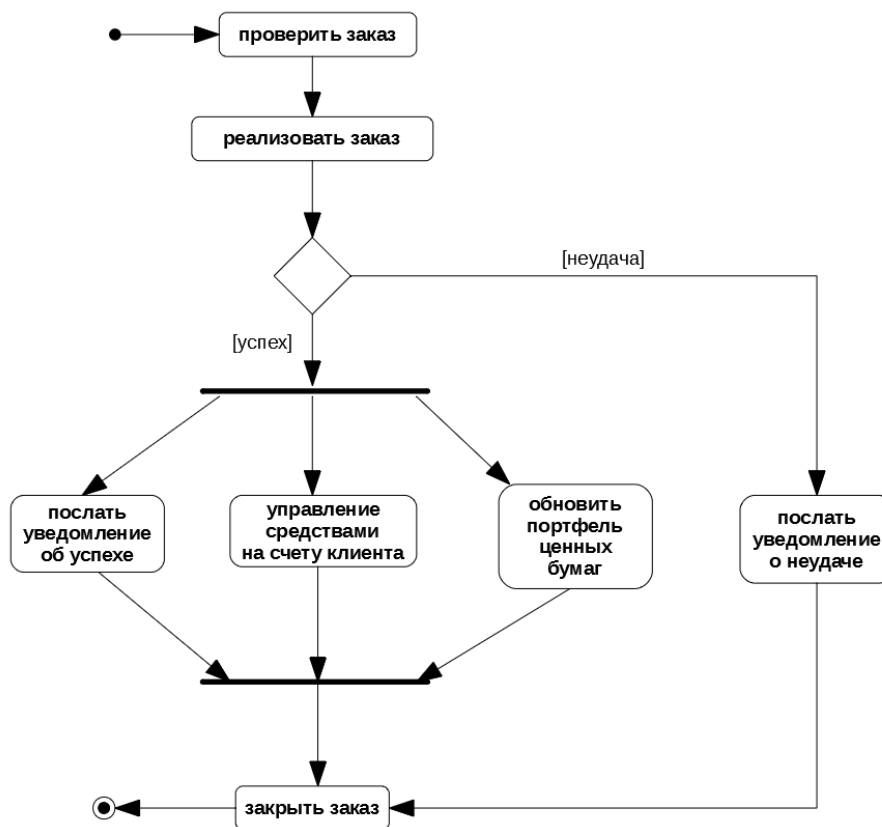 проверить заказ
реализовать заказ
[неудача]
[успех]
послать
уведомление
об успехе
управление
средствами
на счету клиента
обновить
портфель
ценных
бумаг
послать
уведомление
о неудаче
закрыть заказ